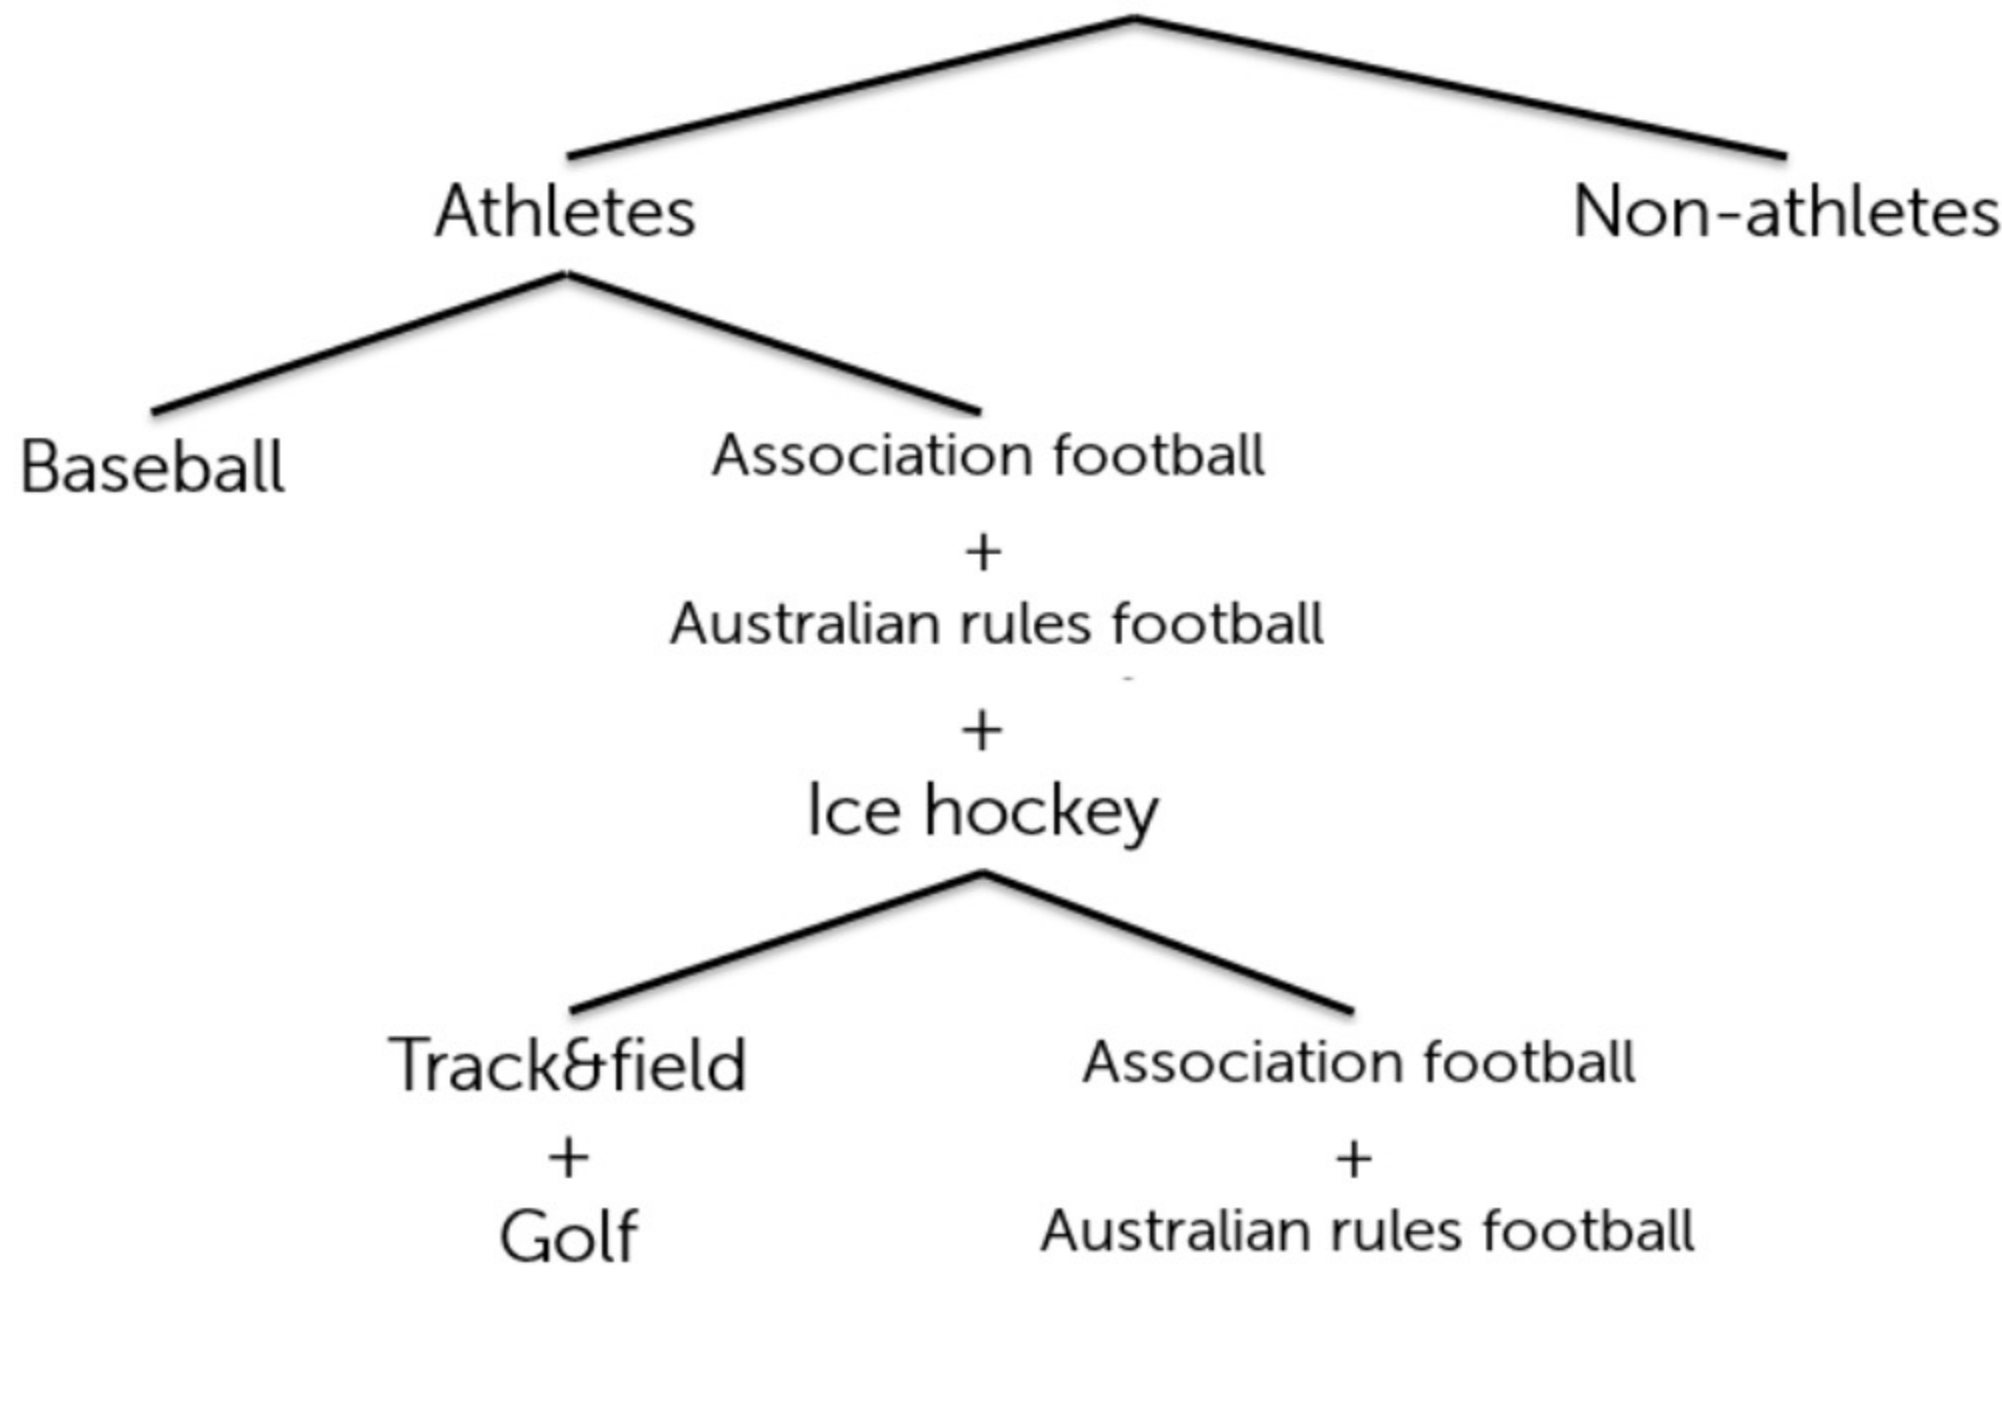 Athletes
Non-athletes
Baseball
Association football
+
Australian rules football
+
Ice hockey
Track&field
+
Golf
Association football
+
Australian rules football